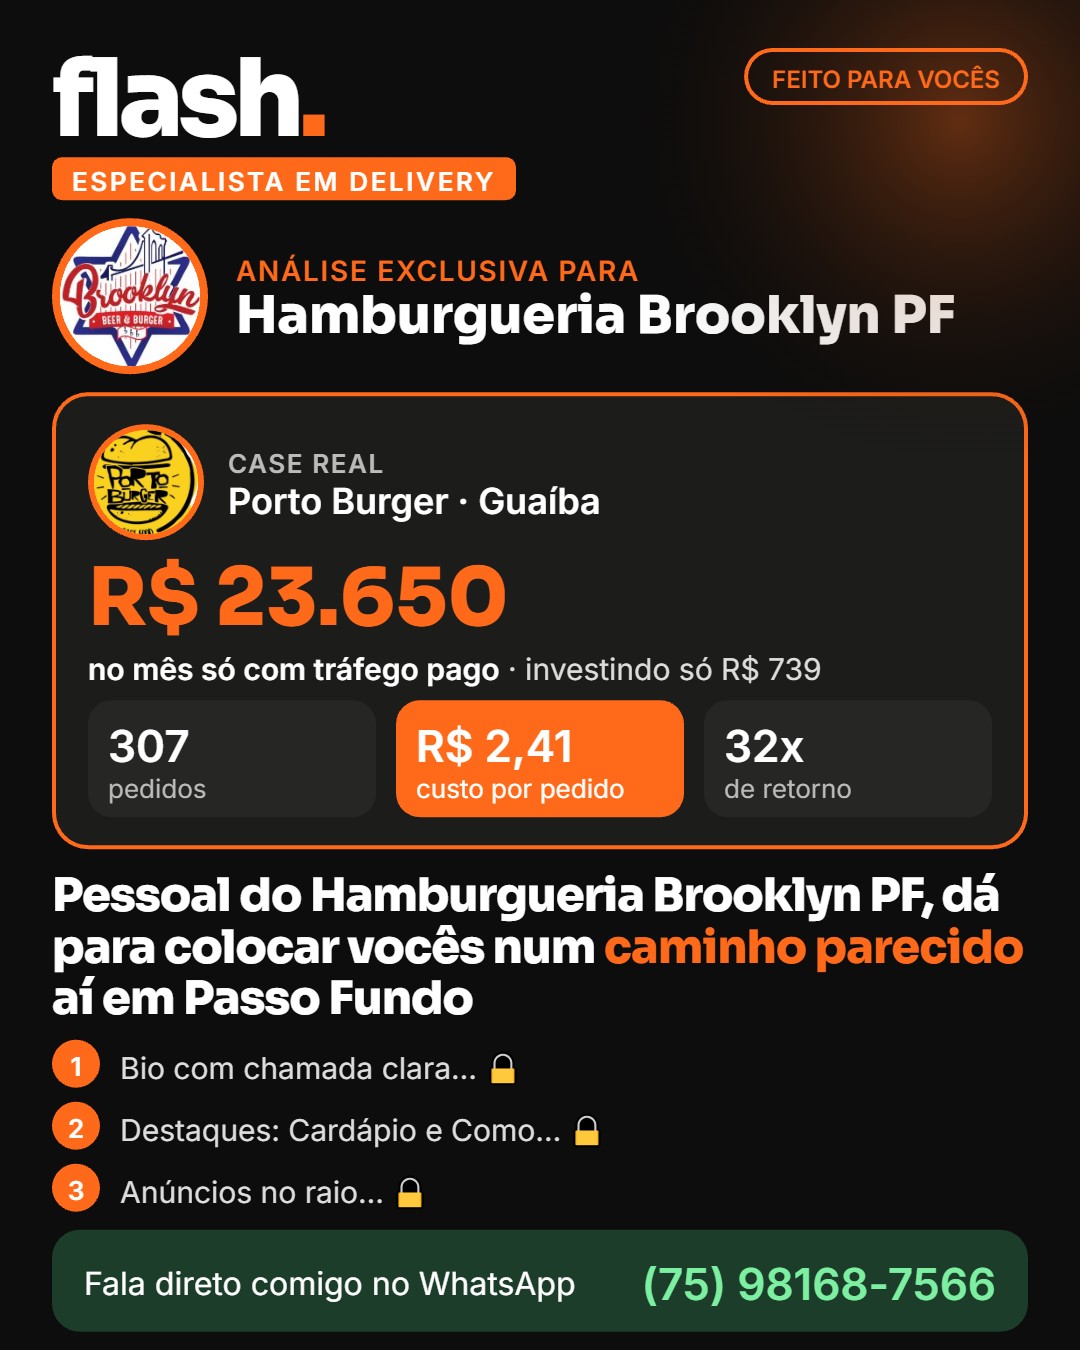 flash.
FEITO PARA VOCÊS
ESPECIALISTA EM DELIVERY
Brooklyn
BEER & BURGER
ANÁLISE EXCLUSIVA PARA
Hamburgueria Brooklyn PF
PORTO
BURGER
CASE REAL
Porto Burger · Guaíba
R$ 23.650
no mês só com tráfego pago · investindo só R$ 739
307
pedidos
R$ 2,41
custo por pedido
32x
de retorno
Pessoal do Hamburgueria Brooklyn PF, dá
para colocar vocês num caminho parecido
aí em Passo Fundo
1 Bio com chamada clara... 🔒
2 Destaques: Cardápio e Como... 🔒
3 Anúncios no raio... 🔒
Fala direto comigo no WhatsApp (75) 98168-7566